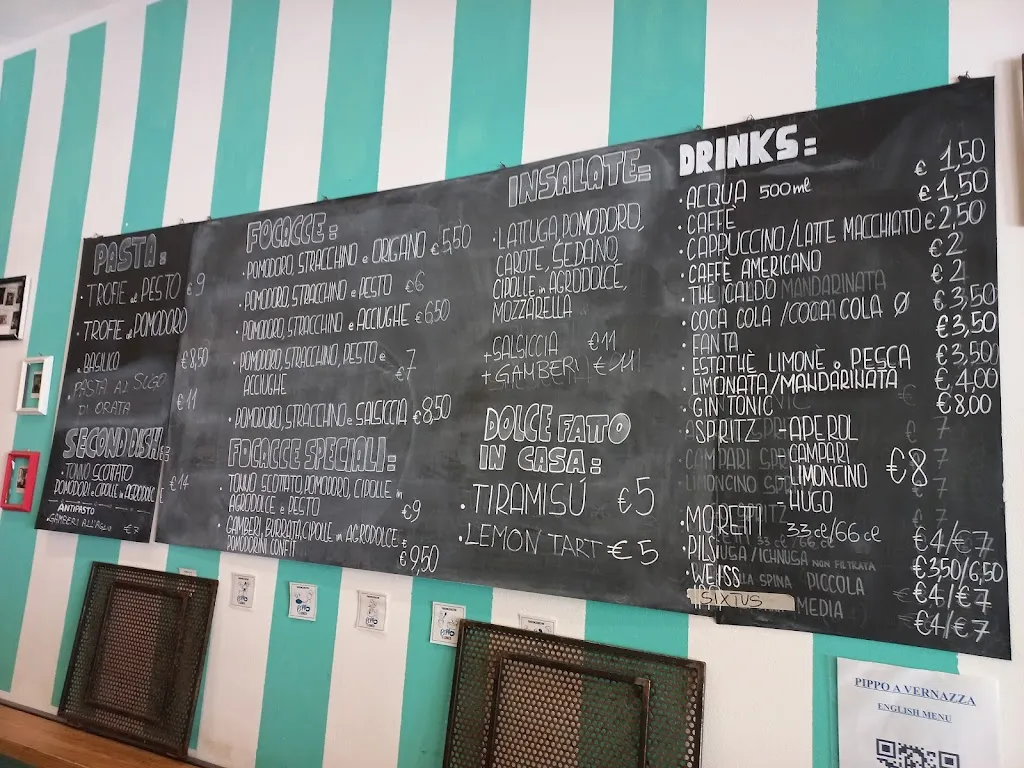 PASTA:
• TROFIE al PESTO €9
• TROFIE al POMODORO
e BASILICO €8,50
• PASTA AL SUGO
DI ORATA €11
SECOND DISH:
• TONNO SCOTTATO
POMODORI e CIPOLLE in AGRODOLCE €14
ANTIPASTO
GAMBERI ALL'AGLIO €7
FOCACCE:
• POMODORO, STRACCHINO e ORIGANO €5,50
• POMODORO, STRACCHINO e PESTO €6
• POMODORO, STRACCHINO e ACCIUGHE €6,50
• POMODORO, STRACCHINO, PESTO e
ACCIUGHE €7
• POMODORO, STRACCHINO e SALSICCIA €8,50
FOCACCE SPECIALI:
• TONNO SCOTTATO, POMODORO, CIPOLLE in
AGRODOLCE e PESTO €9
• GAMBERI, BURRATA, CIPOLLE in AGRODOLCE e
POMODORINI CONFIT €9,50
INSALATE:
• LATTUGA, POMODORO,
CAROTE, SEDANO,
CIPOLLE in AGRODOLCE,
MOZZARELLA
+ SALSICCIA €11
+ GAMBERI €11
DOLCE FATTO
IN CASA:
• TIRAMISÚ €5
• LEMON TART €5
DRINKS:
• ACQUA 500ml € 1,50
• CAFFÈ € 1,50
• CAPPUCCINO/LATTE MACCHIATO € 2,50
• CAFFÈ AMERICANO € 2
• THE CALDO MANDARINATA € 2
• COCA COLA/COCA COLA Ø € 3,50
• FANTA € 3,50
• ESTATHÈ LIMONE o PESCA € 3,50
• LIMONATA/MANDARINATA € 4,00
• GIN TONIC € 8,00
• SPRITZ - APEROL
- CAMPARI €8
- LIMONCINO
- HUGO
• MORETTI 33cl/66cl €4/€7
• PILS €3,50/6,50
• WEISS €4/€7
SIXTUS €4/€7
PIPPO A VERNAZZA
ENGLISH MENU